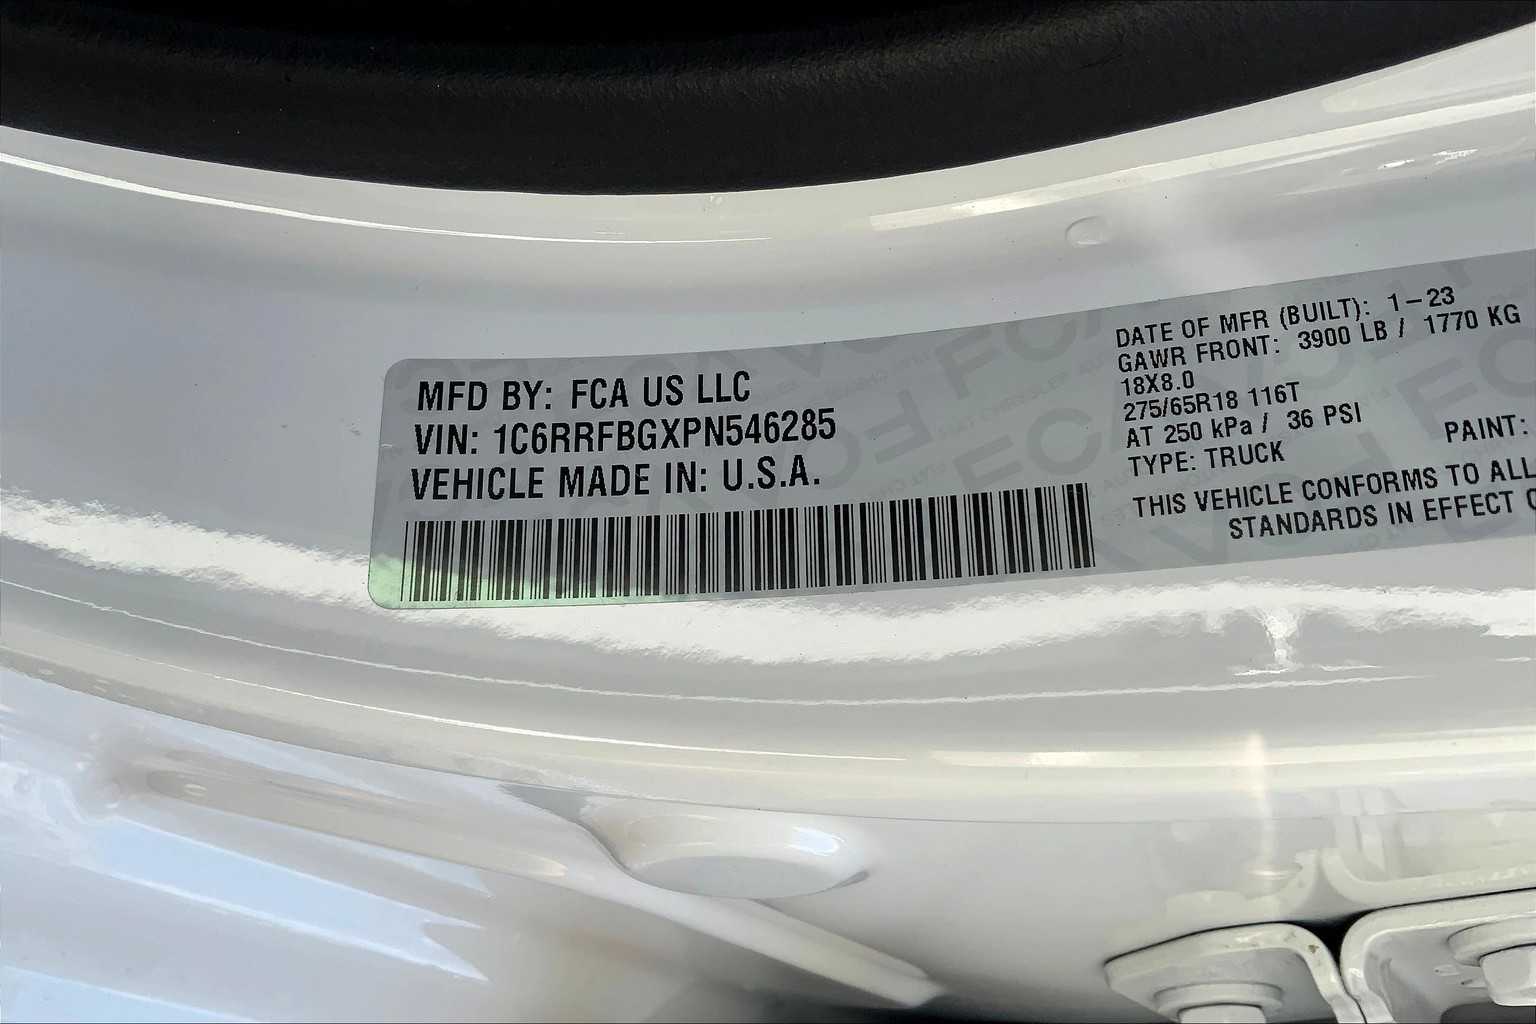 MFD BY: FCA US LLC
VIN: 1C6RRFBGXPN546285
VEHICLE MADE IN: U.S.A.
DATE OF MFR (BUILT): 1-23
GAWR FRONT: 3900 LB / 1770 KG
18X8.0
275/65R18 116T
AT 250 kPa / 36 PSI
TYPE: TRUCK PAINT:
THIS VEHICLE CONFORMS TO ALL
STANDARDS IN EFFECT